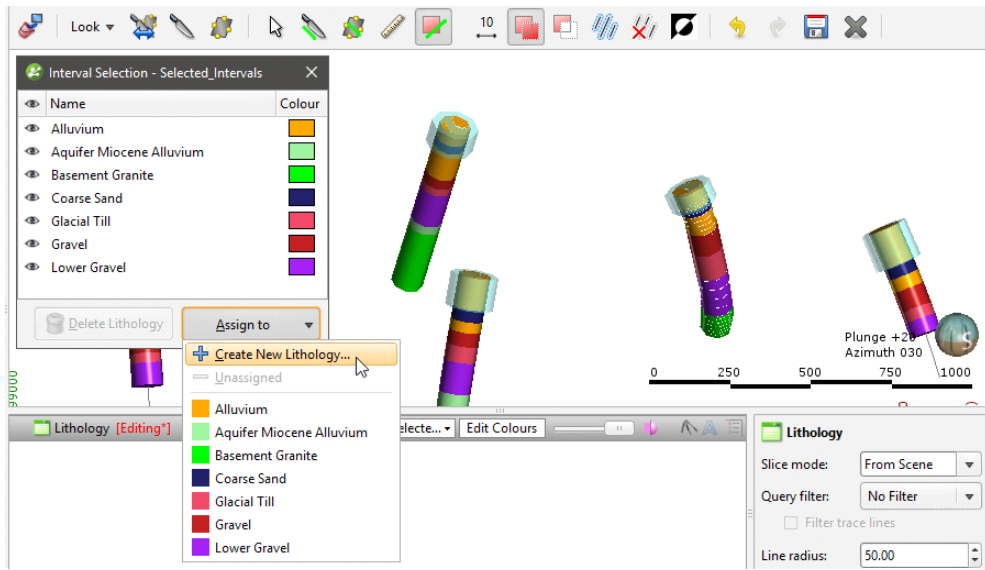 Look
10
Interval Selection - Selected_Intervals
Name Colour
Alluvium
Aquifer Miocene Alluvium
Basement Granite
Coarse Sand
Glacial Till
Gravel
Lower Gravel
Delete Lithology Assign to
Create New Lithology...
Unassigned
Alluvium
Aquifer Miocene Alluvium
Basement Granite
Coarse Sand
Glacial Till
Gravel
Lower Gravel
S
Plunge +20
Azimuth 030
0 250 500 750 1000
Lithology [Editing*] Edit Colours
Lithology
Slice mode: From Scene
Query filter: No Filter
Filter trace lines
Line radius: 50.00